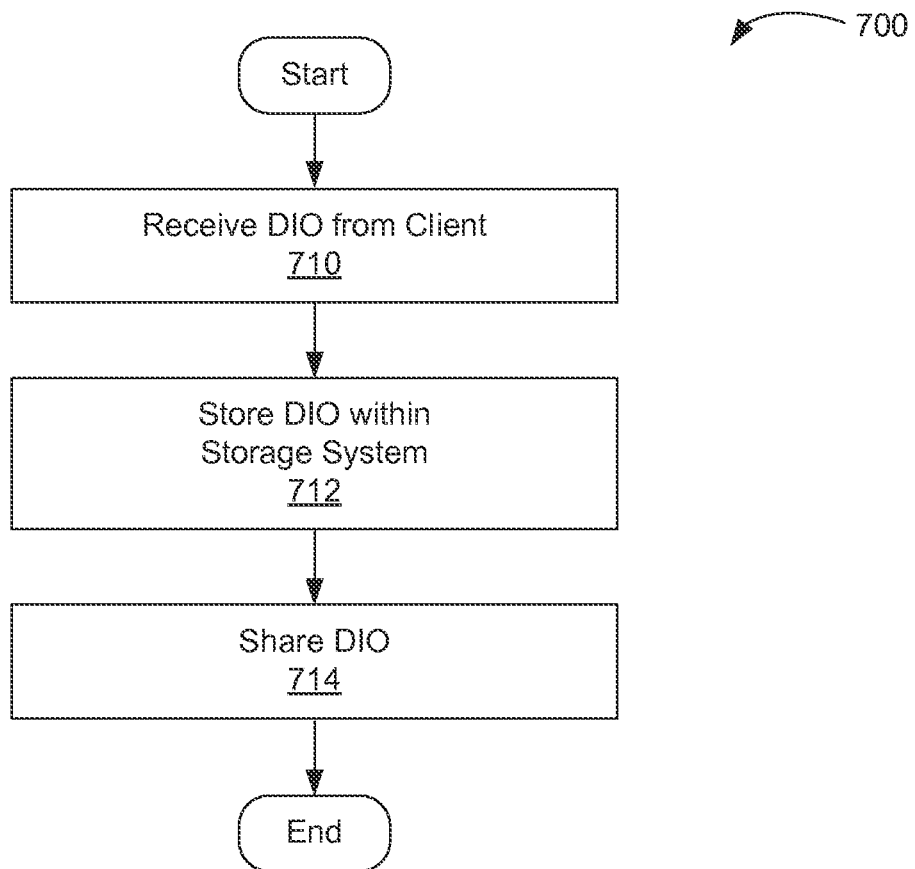 700
Start
Receive DIO from Client
710
Store DIO within
Storage System
712
Share DIO
714
End